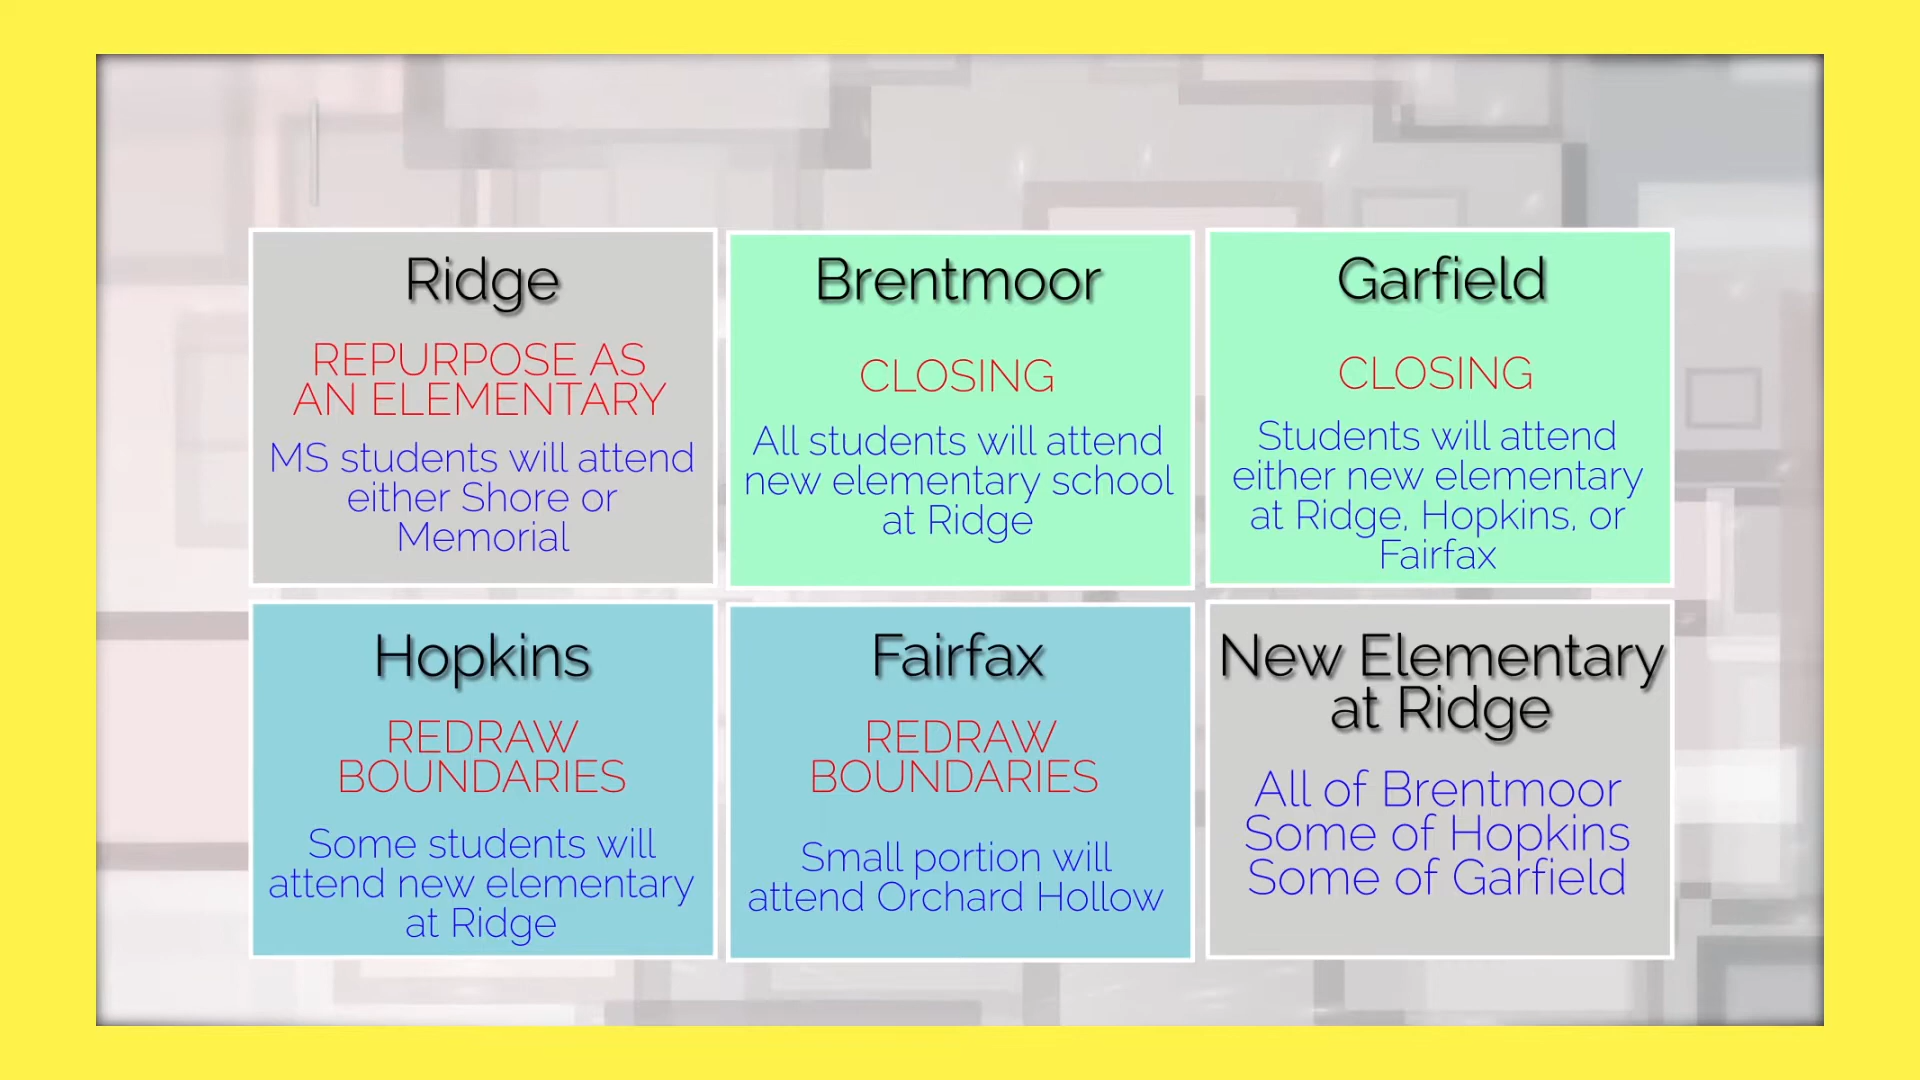 Ridge
REPURPOSE AS
AN ELEMENTARY
MS students will attend
either Shore or
Memorial
Brentmoor
CLOSING
All students will attend
new elementary school
at Ridge
Garfield
CLOSING
Students will attend
either new elementary
at Ridge, Hopkins, or
Fairfax
Hopkins
REDRAW
BOUNDARIES
Some students will
attend new elementary
at Ridge
Fairfax
REDRAW
BOUNDARIES
Small portion will
attend Orchard Hollow
New Elementary
at Ridge
All of Brentmoor
Some of Hopkins
Some of Garfield